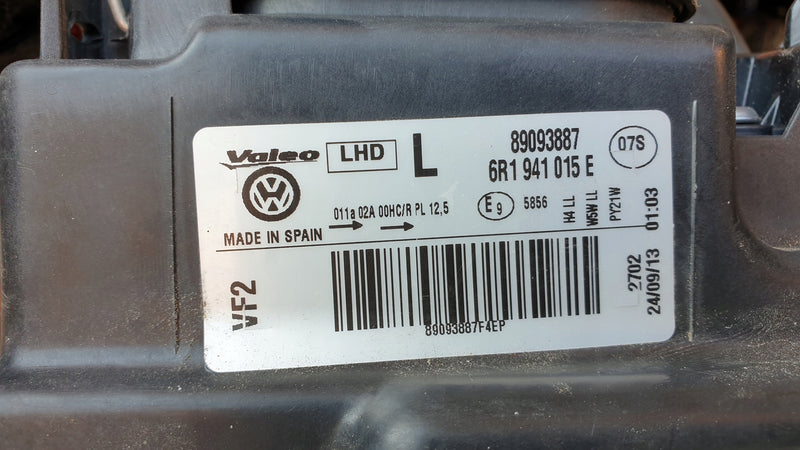 Valeo LHD L 89093887 07S
6R1 941 015 E
011a 02A 00HC/R PL 12,5
E9 5856
H4 LL
W5W LL
PY21W
MADE IN SPAIN
VF2
89093887F4EP
2702
24/09/13 01:03